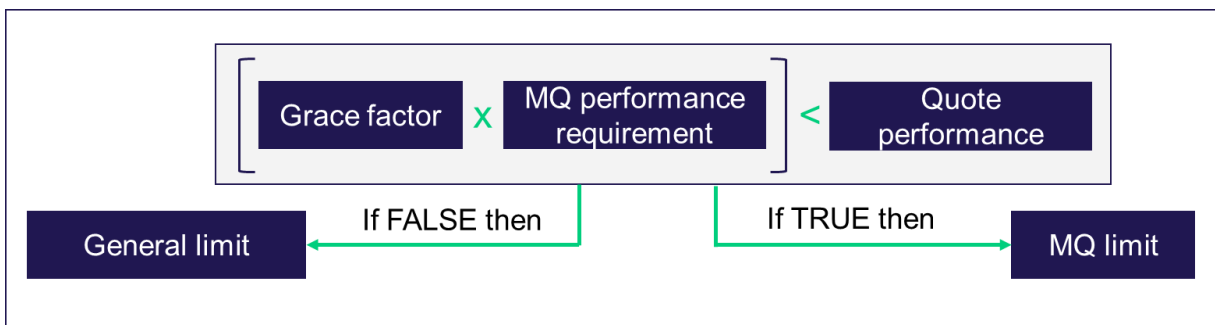 Grace factor
x
MQ performance
requirement
<
Quote
performance
If FALSE then
If TRUE then
General limit
MQ limit